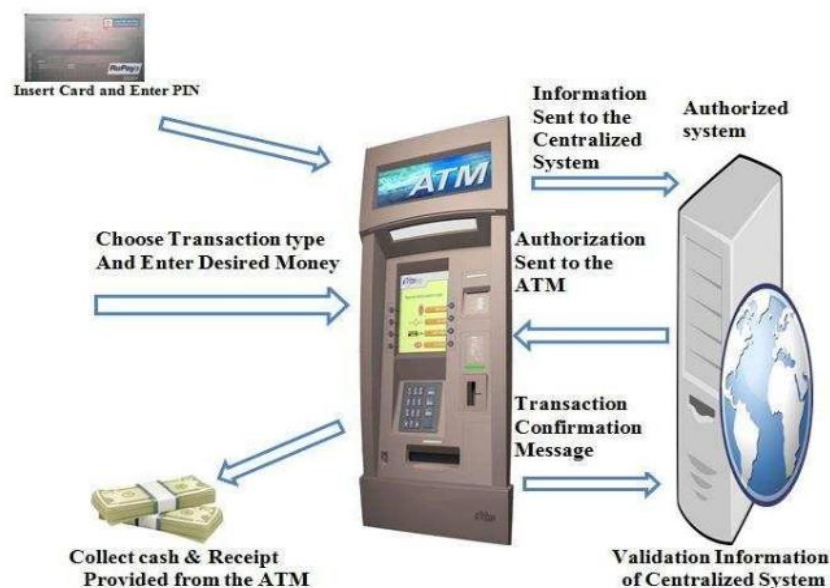 RuPay
Insert Card and Enter PIN
Information
Sent to the
Centralized
System
Authorized
system
ATM
Choose Transaction type
And Enter Desired Money
Authorization
Sent to the
ATM
Transaction
Confirmation
Message
Collect cash & Receipt
Provided from the ATM
Validation Information
of Centralized System